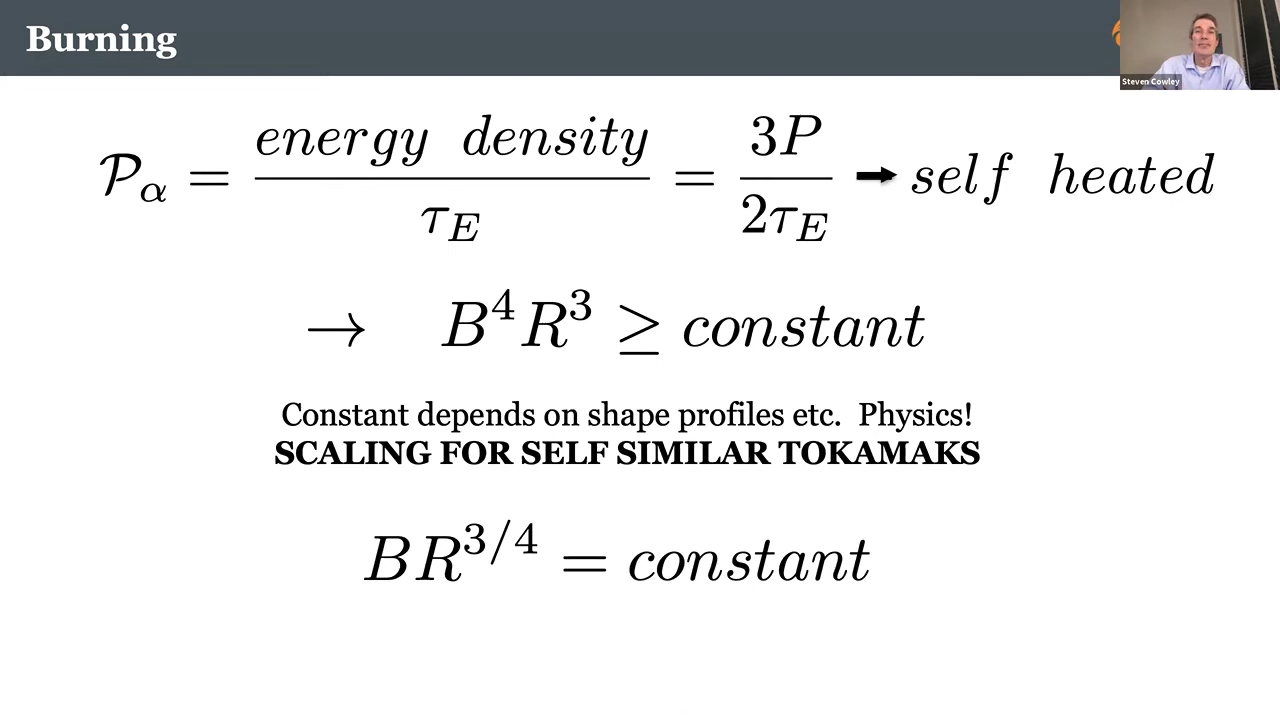 Burning
Steven Cowley
𝒫_α = energy density / τ_E = 3P / 2τ_E ➡ self heated
→ B^4 R^3 ≥ constant
Constant depends on shape profiles etc.  Physics!
SCALING FOR SELF SIMILAR TOKAMAKS
BR^{3/4} = constant